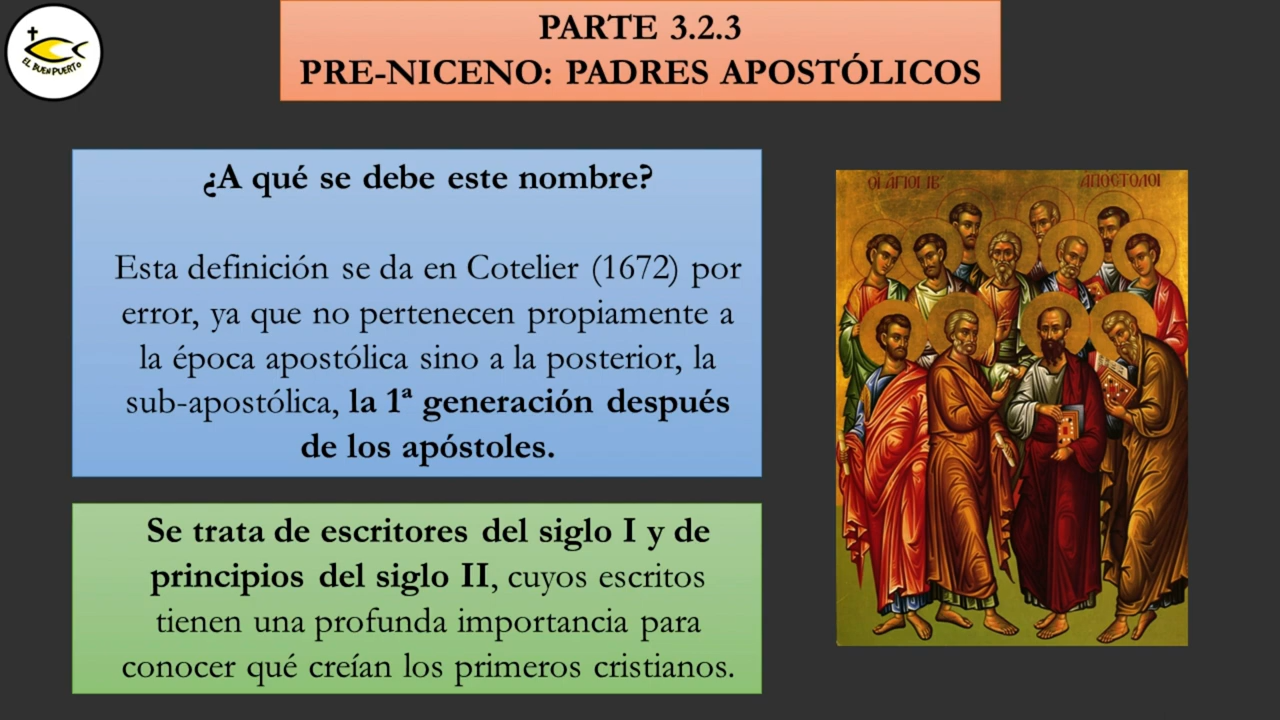 EL BUEN PUERTO
PARTE 3.2.3
PRE-NICENO: PADRES APOSTÓLICOS
¿A qué se debe este nombre?
Esta definición se da en Cotelier (1672) por
error, ya que no pertenecen propiamente a
la época apostólica sino a la posterior, la
sub-apostólica, la 1ª generación después
de los apóstoles.
Se trata de escritores del siglo I y de
principios del siglo II, cuyos escritos
tienen una profunda importancia para
conocer qué creían los primeros cristianos.
ΟΙ ΑΓΙΟΙ ΙΒ΄ ΑΠΟϹΤΟΛΟΙ